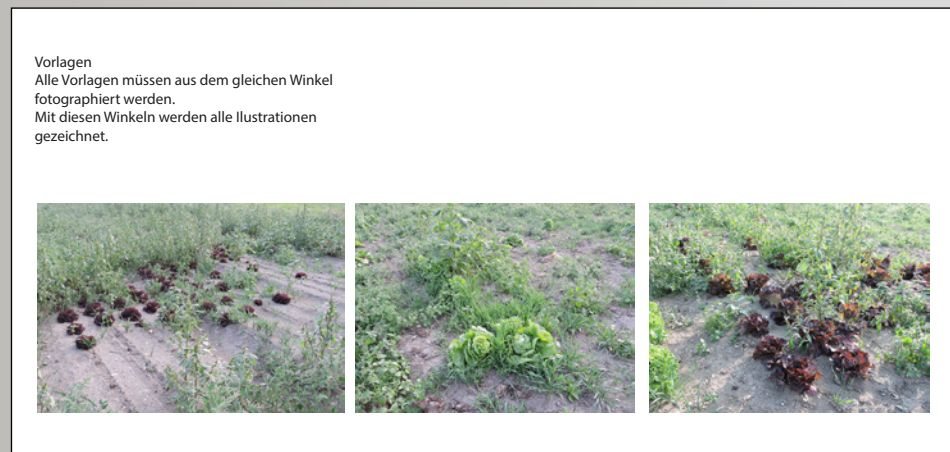 Vorlagen
Alle Vorlagen müssen aus dem gleichen Winkel
fotographiert werden.
Mit diesen Winkeln werden alle Ilustrationen
gezeichnet.